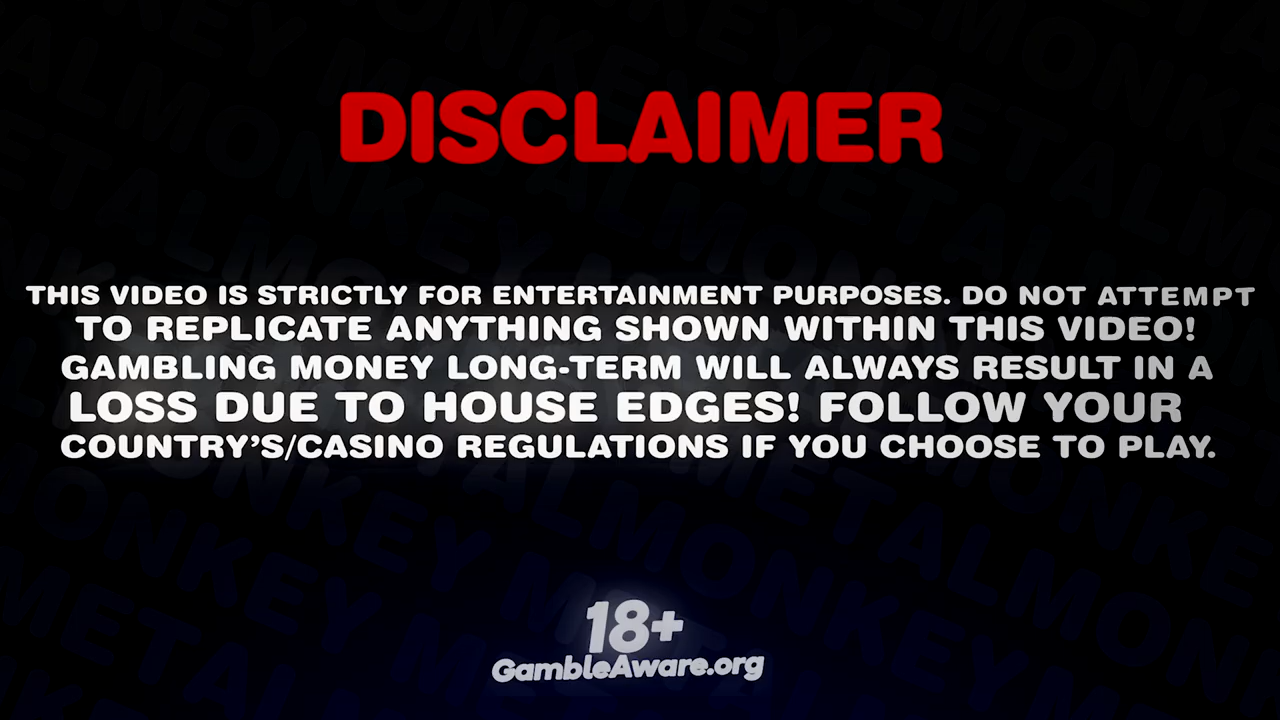 DISCLAIMER
THIS VIDEO IS STRICTLY FOR ENTERTAINMENT PURPOSES. DO NOT ATTEMPT
TO REPLICATE ANYTHING SHOWN WITHIN THIS VIDEO!
GAMBLING MONEY LONG-TERM WILL ALWAYS RESULT IN A
LOSS DUE TO HOUSE EDGES! FOLLOW YOUR
COUNTRY'S/CASINO REGULATIONS IF YOU CHOOSE TO PLAY.
18+
GambleAware.org